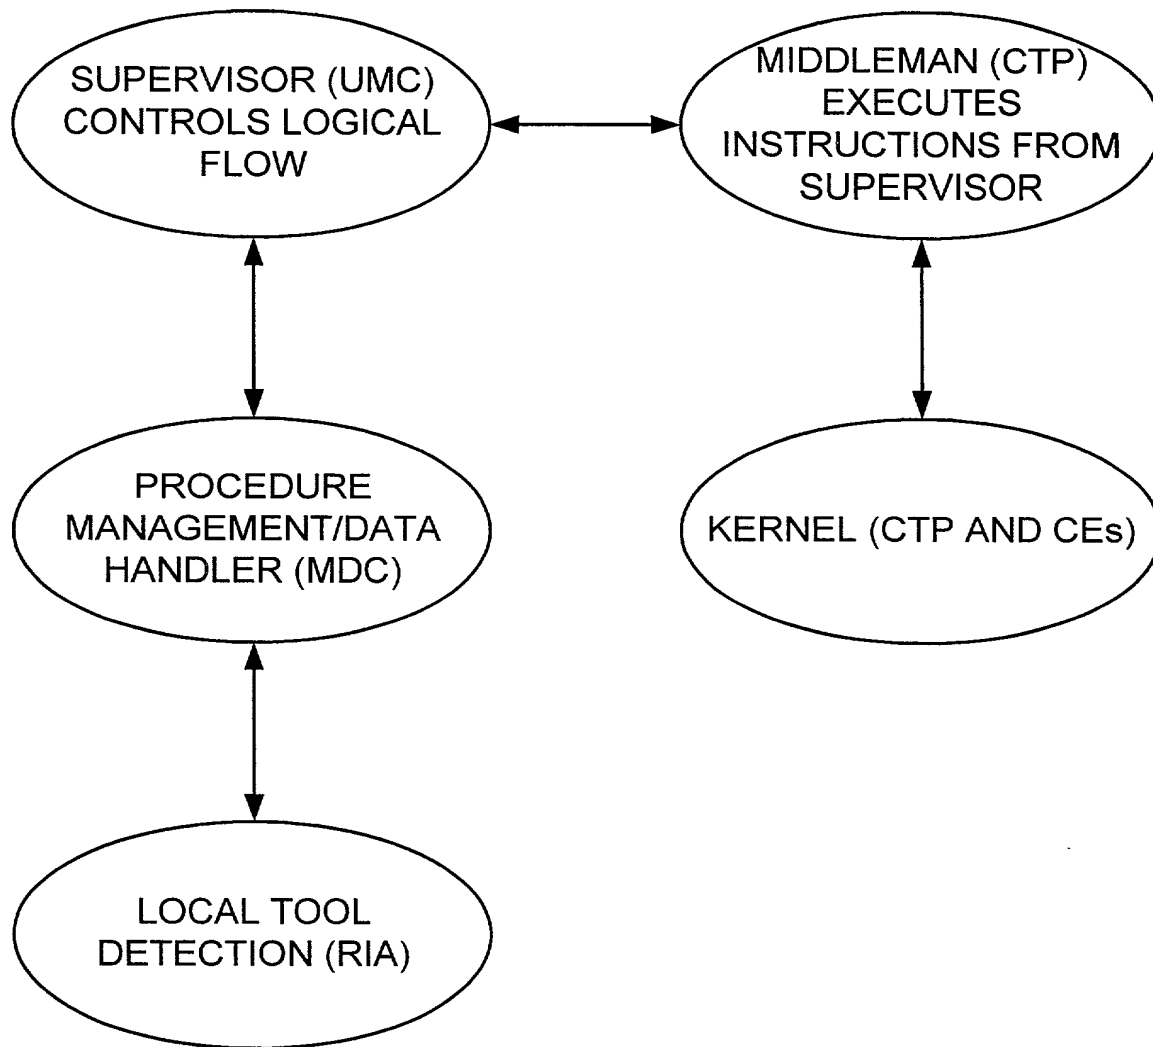 SUPERVISOR (UMC)
CONTROLS LOGICAL
FLOW
MIDDLEMAN (CTP)
EXECUTES
INSTRUCTIONS FROM
SUPERVISOR
PROCEDURE
MANAGEMENT/DATA
HANDLER (MDC)
KERNEL (CTP AND CEs)
LOCAL TOOL
DETECTION (RIA)